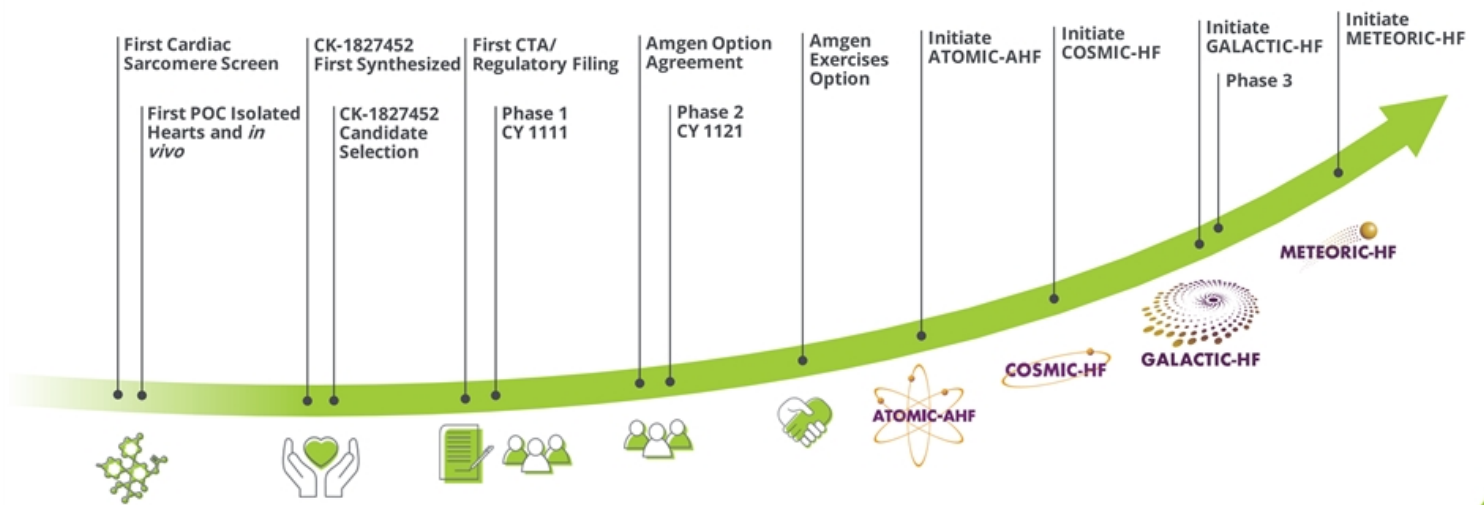 First Cardiac
Sarcomere Screen
First POC Isolated
Hearts and in
vivo
CK-1827452
First Synthesized
CK-1827452
Candidate
Selection
First CTA/
Regulatory Filing
Phase 1
CY 1111
Amgen Option
Agreement
Phase 2
CY 1121
Amgen
Exercises
Option
Initiate
ATOMIC-AHF
Initiate
COSMIC-HF
Initiate
GALACTIC-HF
Phase 3
Initiate
METEORIC-HF
ATOMIC-AHF
COSMIC-HF
GALACTIC-HF
METEORIC-HF